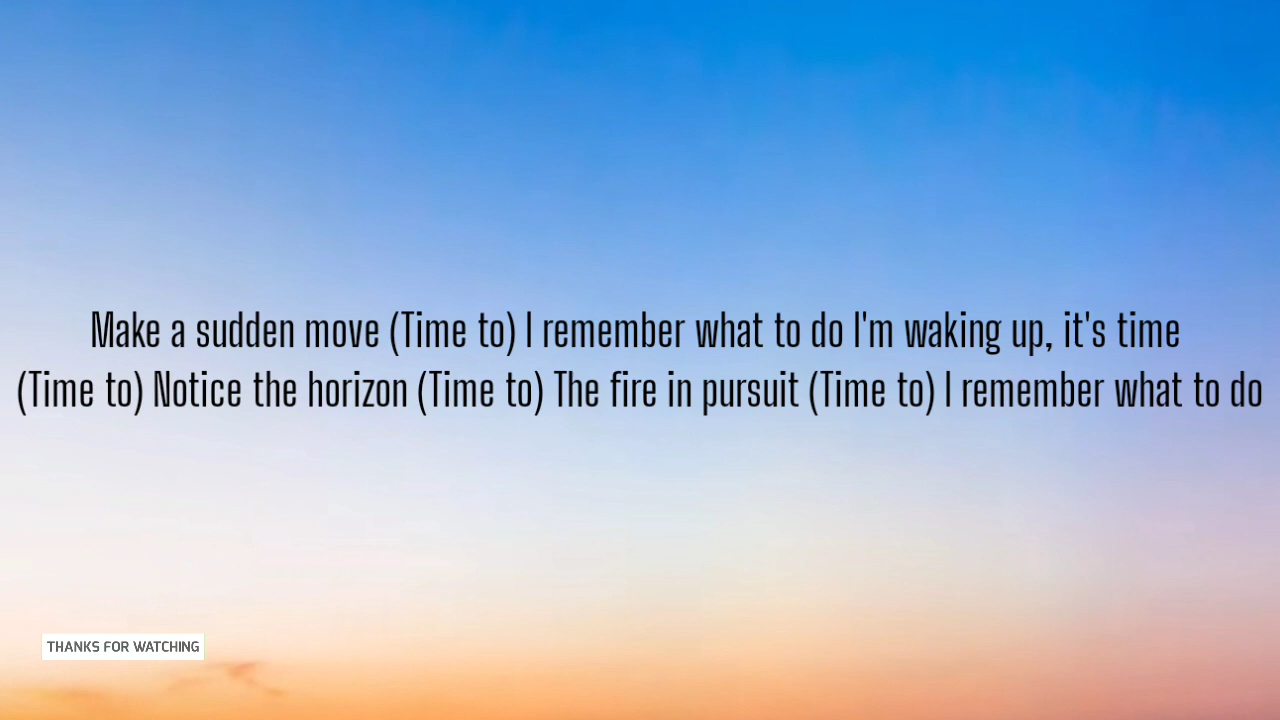 Make a sudden move (Time to) I remember what to do I'm waking up, it's time
(Time to) Notice the horizon (Time to) The fire in pursuit (Time to) I remember what to do
THANKS FOR WATCHING